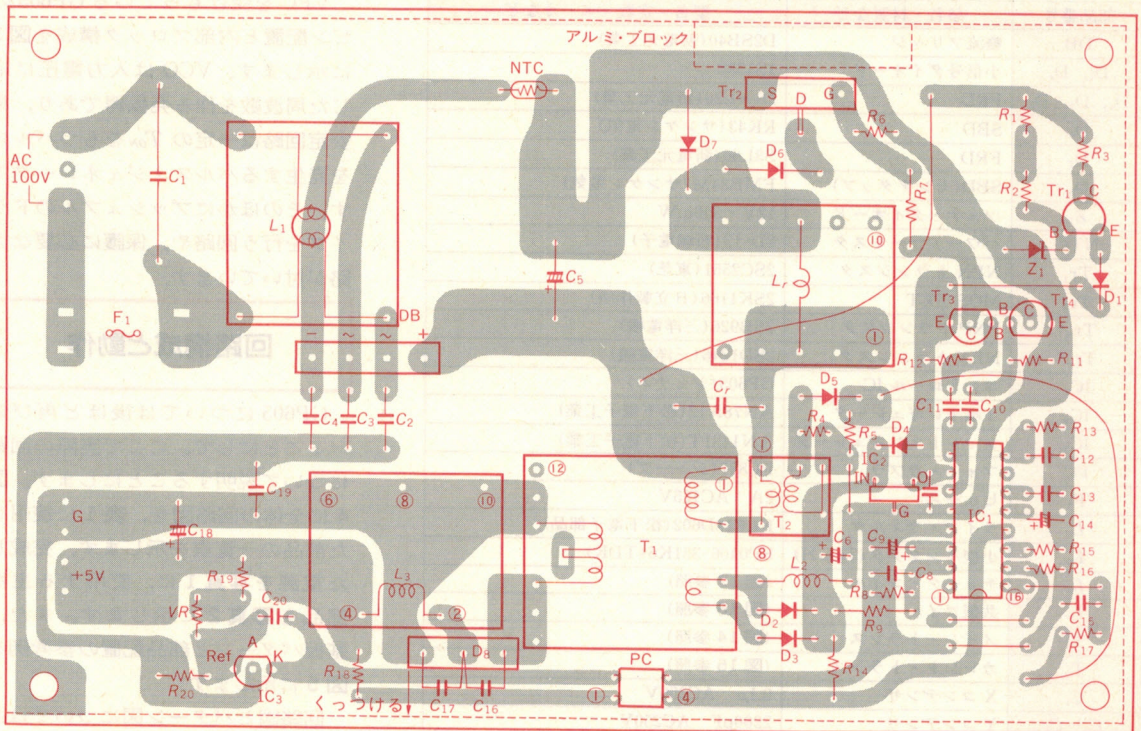 アルミ・ブロック
NTC
Tr₂ S D G
R₆
R₁
R₃
AC
100V
C₁
L₁
D₇
D₆
R₇
R₂
Tr₁ C
B E
Z₁
D₁
C₅
Lr
⑩
①
Tr₃ Tr₄
E C B
B C E
R₁₂ R₁₁
F₁
DB
− ~ ~ +
C₄ C₃ C₂
Cr
D₅
R₄
R₅
D₄
C₁₁ C₁₀
R₁₃
C₁₂
C₁₃
C₁₄
R₁₅
R₁₆
C₁₅
R₁₇
IC₂
IN G O
IC₁
① ⑯
C₁₉
⑥ ⑧ ⑩
⑫ ①
①
T₂
⑧
T₁
G
C₁₈
+5V
R₁₉
VR
C₂₀
L₃
④ ②
C₆
C₉
C₈
L₂
R₈
R₉
D₂
D₃
R₁₄
Ref A K
R₂₀
IC₃
R₁₈
D₈
C₁₇ C₁₆
くっつける
PC
① ④